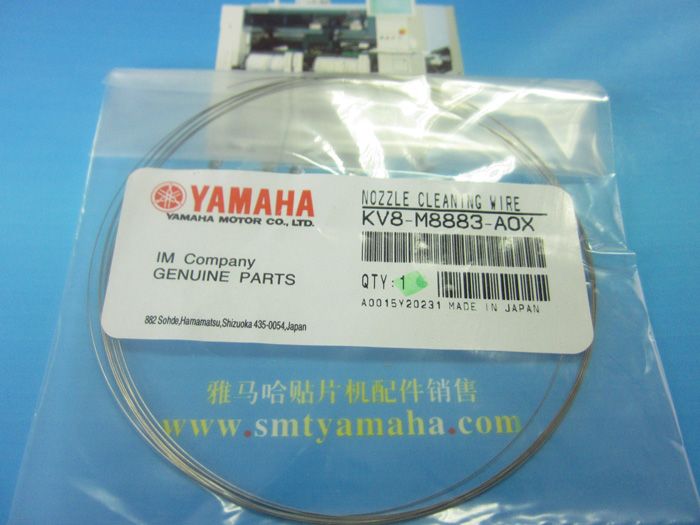 YAMAHA
YAMAHA MOTOR CO., LTD.
IM Company
GENUINE PARTS
882 Sohde,Hamamatsu,Shizuoka 435-0054,Japan
NOZZLE CLEANING WIRE
KV8-M8883-A0X
QTY:1
A0015Y20231 MADE IN JAPAN
雅马哈贴片机配件销售
www.smtyamaha.com